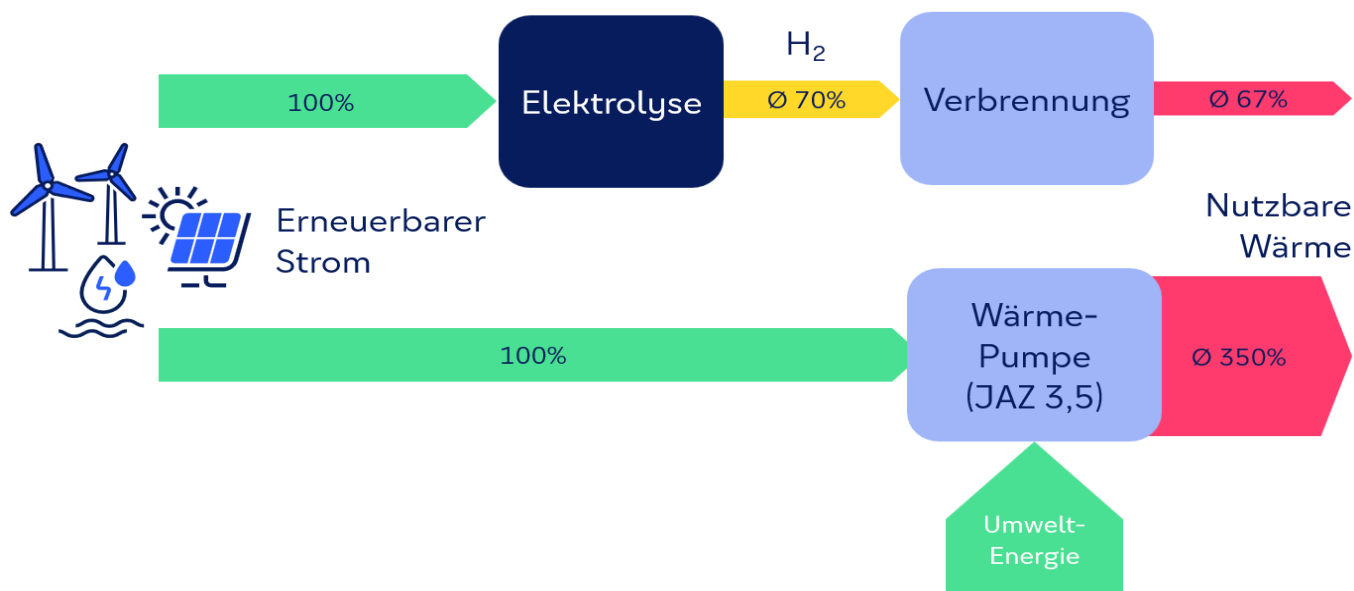 H₂
100%
Elektrolyse
Ø 70%
Verbrennung
Ø 67%
Erneuerbarer
Strom
Nutzbare
Wärme
100%
Wärme-
Pumpe
(JAZ 3,5)
Ø 350%
Umwelt-
Energie